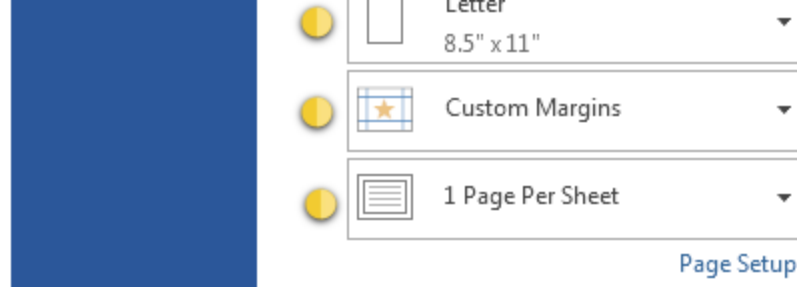 Letter
8.5" x 11"
Custom Margins
1 Page Per Sheet
Page Setup